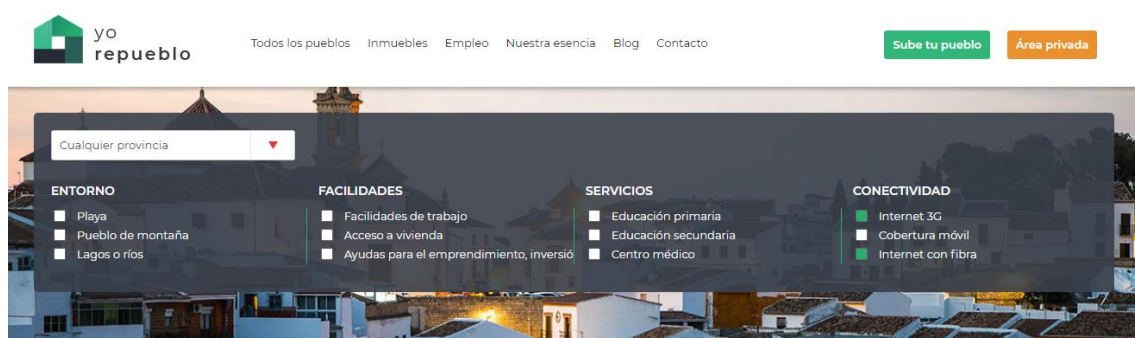 yo
repueblo
Todos los pueblos Inmuebles Empleo Nuestra esencia Blog Contacto
Sube tu pueblo
Área privada
Cualquier provincia
ENTORNO
Playa
Pueblo de montaña
Lagos o ríos
FACILIDADES
Facilidades de trabajo
Acceso a vivienda
Ayudas para el emprendimiento, inversió
SERVICIOS
Educación primaria
Educación secundaria
Centro médico
CONECTIVIDAD
Internet 3G
Cobertura móvil
Internet con fibra